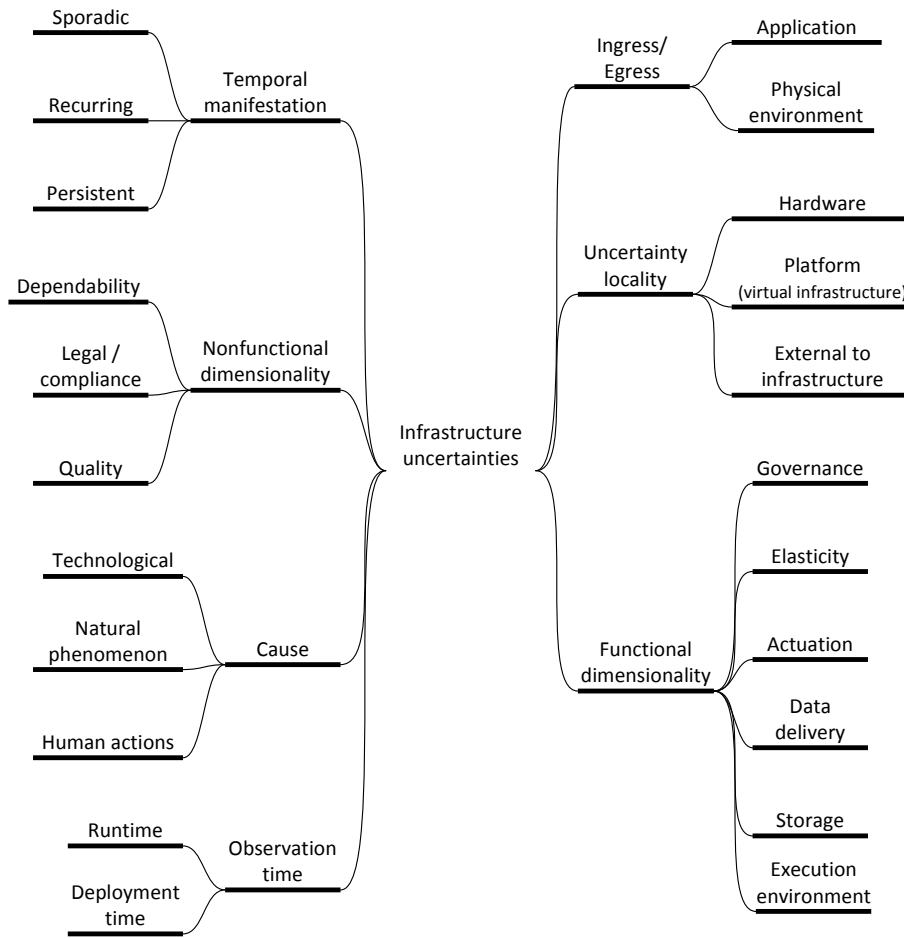 Sporadic
Temporal
manifestation
Recurring
Persistent
Dependability
Legal /
compliance
Nonfunctional
dimensionality
Quality
Technological
Natural
phenomenon
Cause
Human actions
Runtime
Observation
time
Deployment
time
Infrastructure
uncertainties
Ingress/
Egress
Application
Physical
environment
Uncertainty
locality
Hardware
Platform
(virtual infrastructure)
External to
infrastructure
Functional
dimensionality
Governance
Elasticity
Actuation
Data
delivery
Storage
Execution
environment